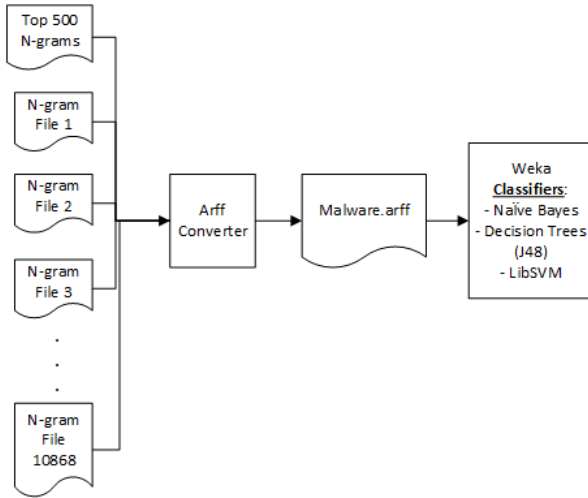 Top 500
N-grams
N-gram
File 1
N-gram
File 2
N-gram
File 3
.
.
.
N-gram
File
10868
Arff
Converter
Malware.arff
Weka
Classifiers:
- Naïve Bayes
- Decision Trees
(J48)
- LibSVM